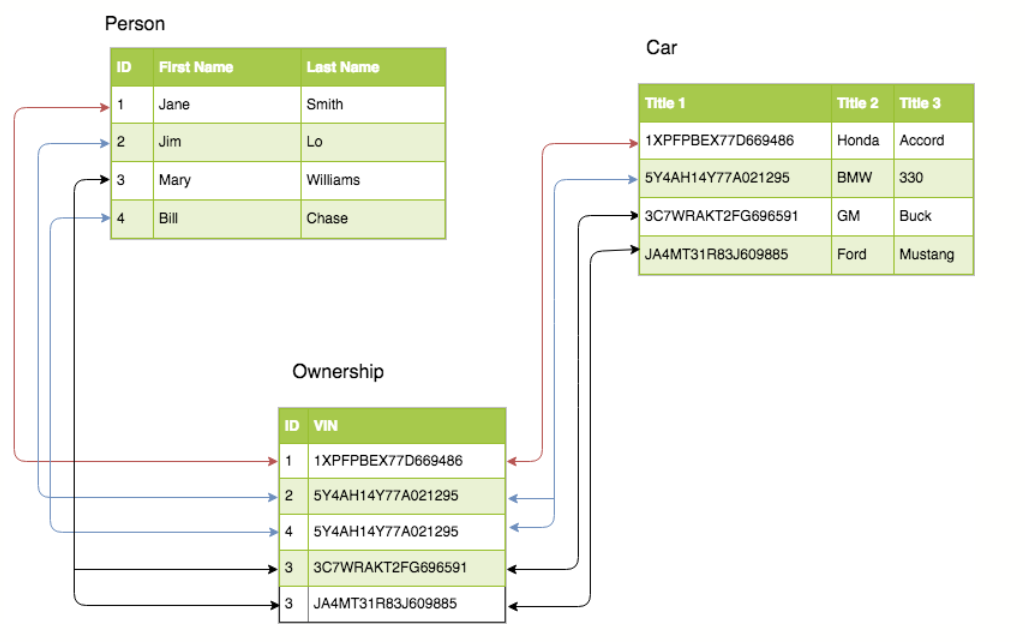 Person
ID First Name Last Name
1 Jane Smith
2 Jim Lo
3 Mary Williams
4 Bill Chase
Car
Title 1 Title 2 Title 3
1XPFPBEX77D669486 Honda Accord
5Y4AH14Y77A021295 BMW 330
3C7WRAKT2FG696591 GM Buck
JA4MT31R83J609885 Ford Mustang
Ownership
ID VIN
1 1XPFPBEX77D669486
2 5Y4AH14Y77A021295
4 5Y4AH14Y77A021295
3 3C7WRAKT2FG696591
3 JA4MT31R83J609885